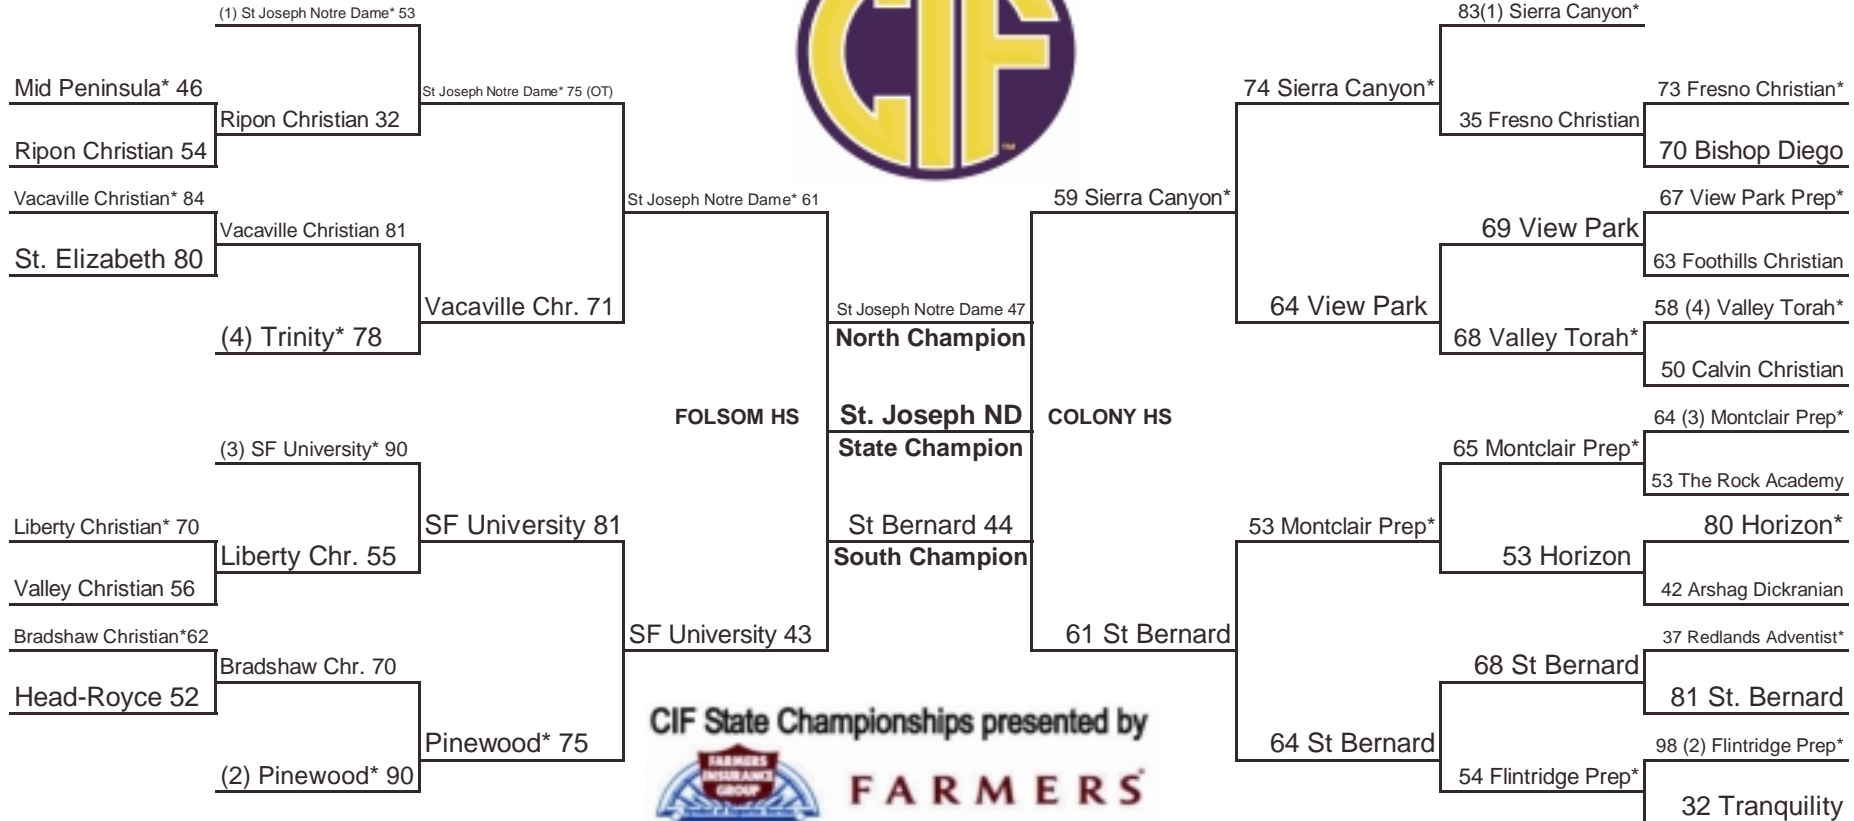 (1) St Joseph Notre Dame* 53
Mid Peninsula* 46
Ripon Christian 32
Ripon Christian 54
St Joseph Notre Dame* 75 (OT)
Vacaville Christian* 84
Vacaville Christian 81
St. Elizabeth 80
(4) Trinity* 78
Vacaville Chr. 71
St Joseph Notre Dame* 61
(3) SF University* 90
Liberty Christian* 70
Liberty Chr. 55
Valley Christian 56
SF University 81
Bradshaw Christian*62
Bradshaw Chr. 70
Head-Royce 52
(2) Pinewood* 90
Pinewood* 75
SF University 43
CIF
TM
St Joseph Notre Dame 47
North Champion
FOLSOM HS
St. Joseph ND
COLONY HS
State Champion
St Bernard 44
South Champion
CIF State Championships presented by
FARMERS
INSURANCE
GROUP
FARMERS
59 Sierra Canyon*
61 St Bernard
74 Sierra Canyon*
64 View Park
53 Montclair Prep*
64 St Bernard
83(1) Sierra Canyon*
35 Fresno Christian
69 View Park
68 Valley Torah*
65 Montclair Prep*
53 Horizon
68 St Bernard
54 Flintridge Prep*
73 Fresno Christian*
70 Bishop Diego
67 View Park Prep*
63 Foothills Christian
58 (4) Valley Torah*
50 Calvin Christian
64 (3) Montclair Prep*
53 The Rock Academy
80 Horizon*
42 Arshag Dickranian
37 Redlands Adventist*
81 St. Bernard
98 (2) Flintridge Prep*
32 Tranquility